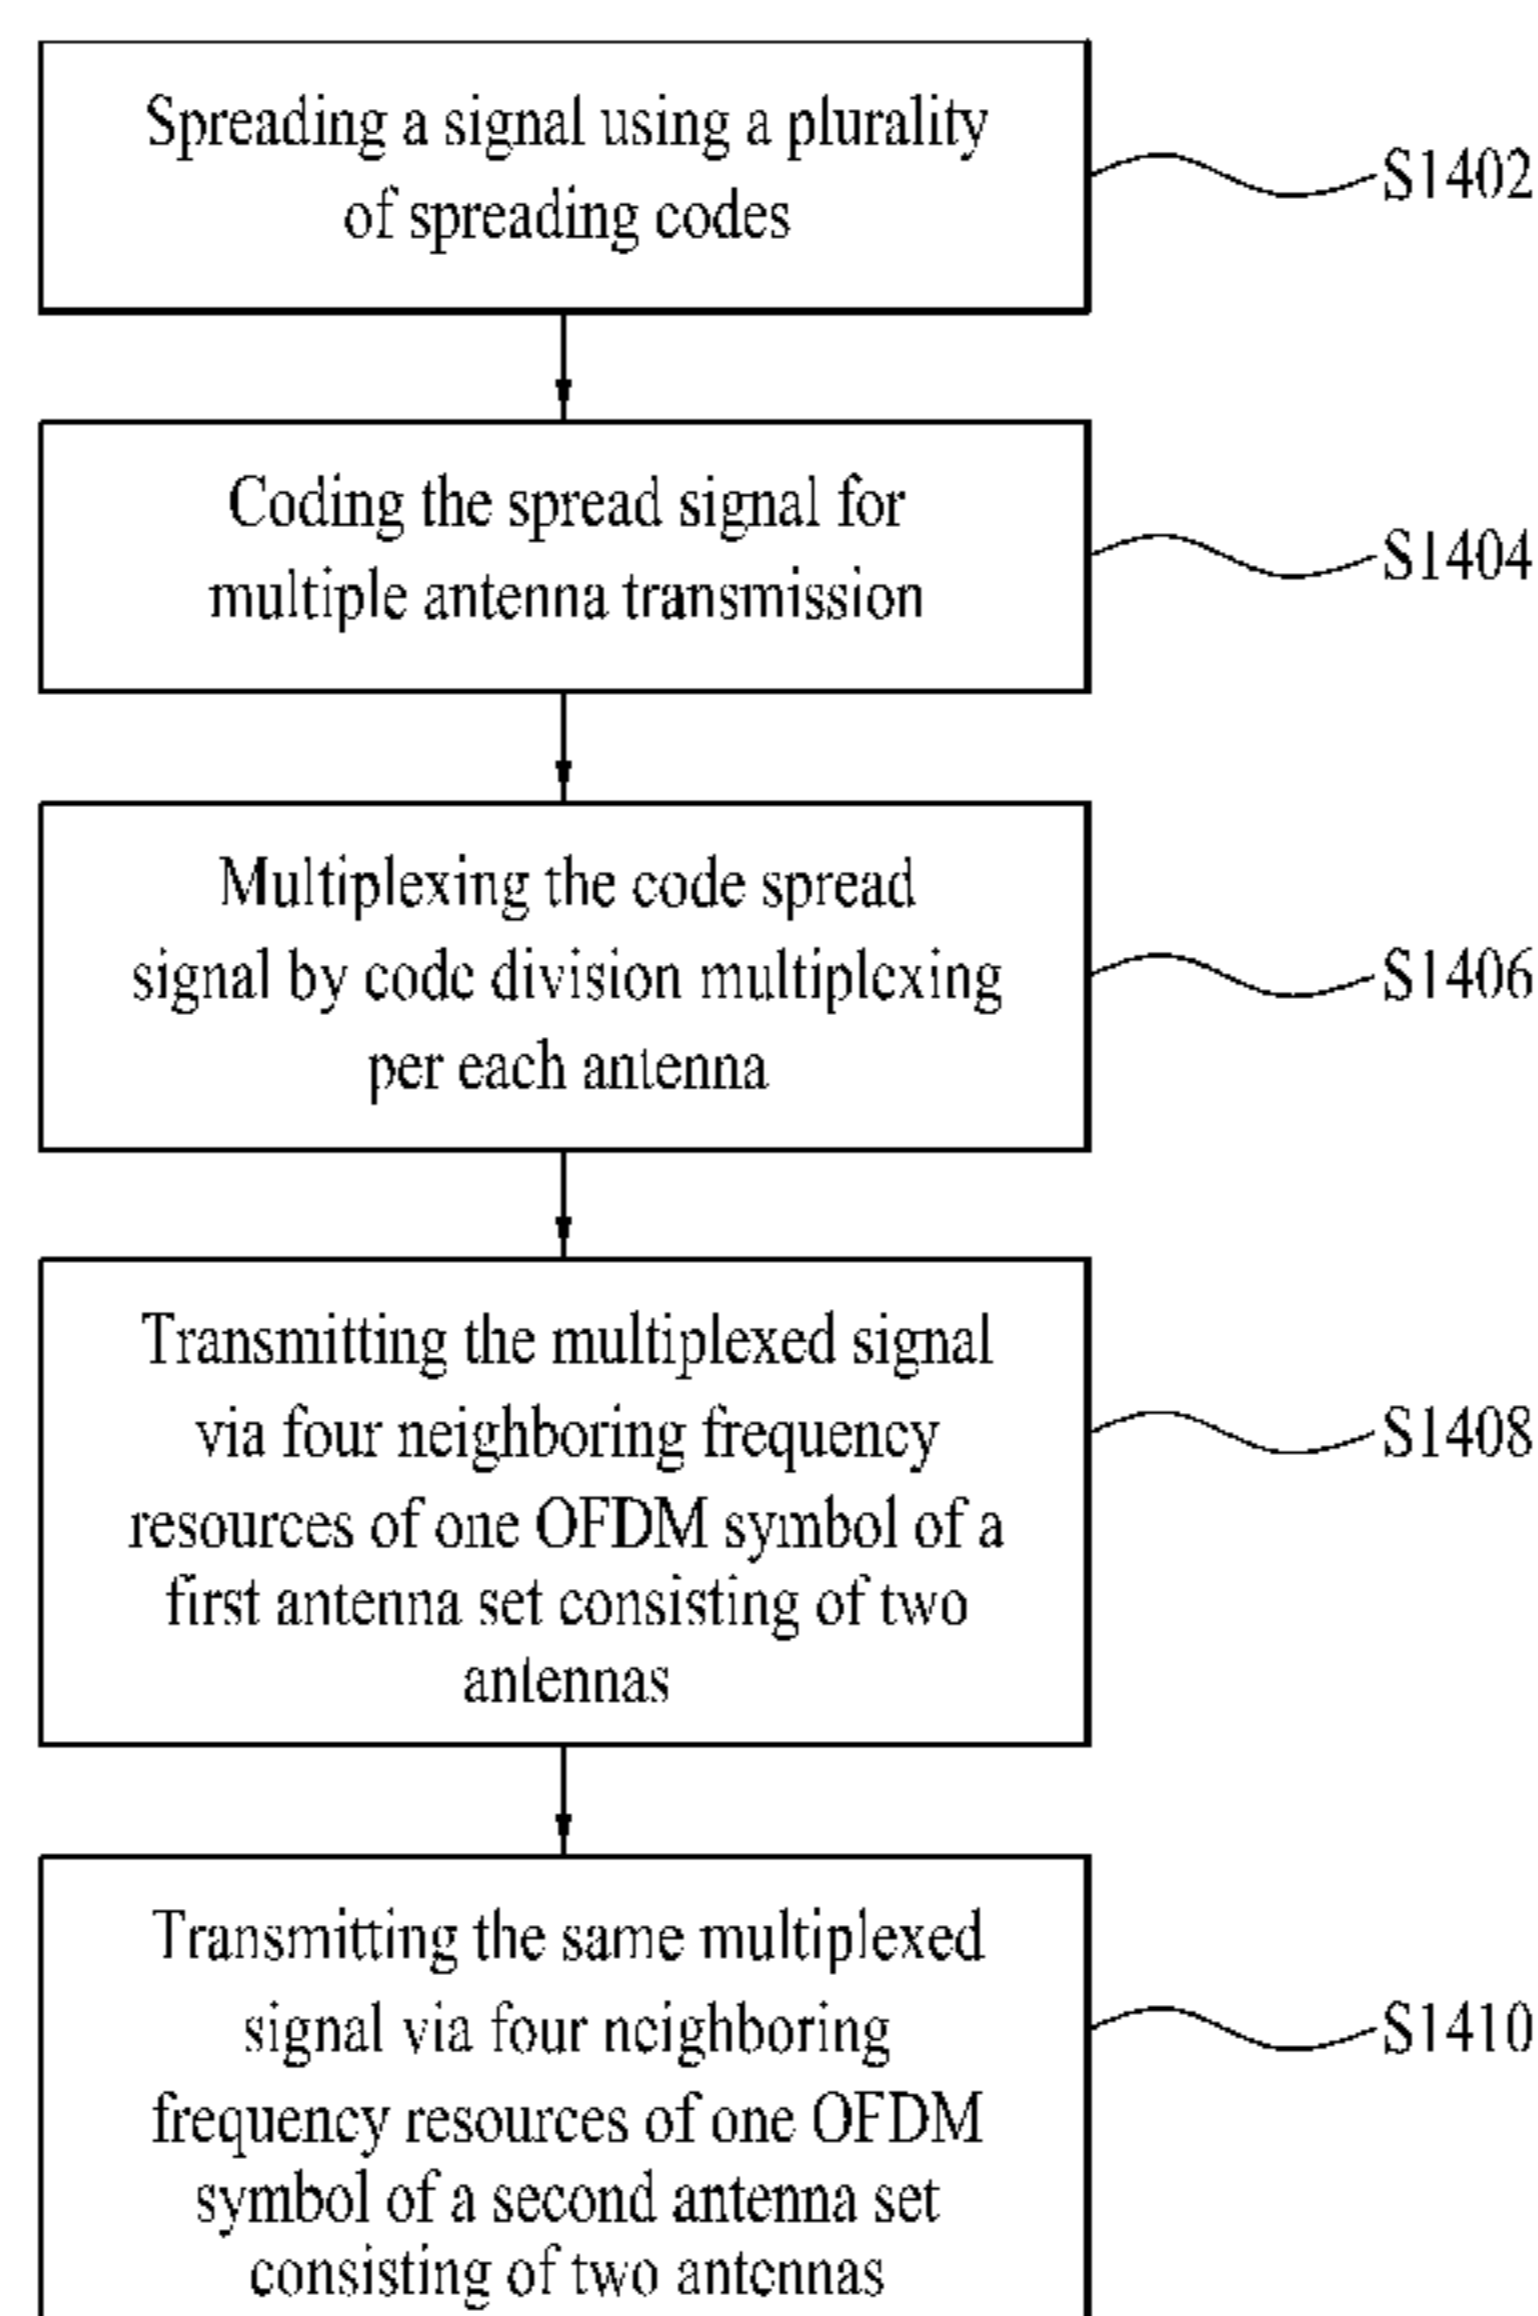 Spreading a signal using a plurality
of spreading codes
S1402
Coding the spread signal for
multiple antenna transmission
S1404
Multiplexing the code spread
signal by code division multiplexing
per each antenna
S1406
Transmitting the multiplexed signal
via four neighboring frequency
resources of one OFDM symbol of a
first antenna set consisting of two
antennas
S1408
Transmitting the same multiplexed
signal via four neighboring
frequency resources of one OFDM
symbol of a second antenna set
consisting of two antennas
S1410